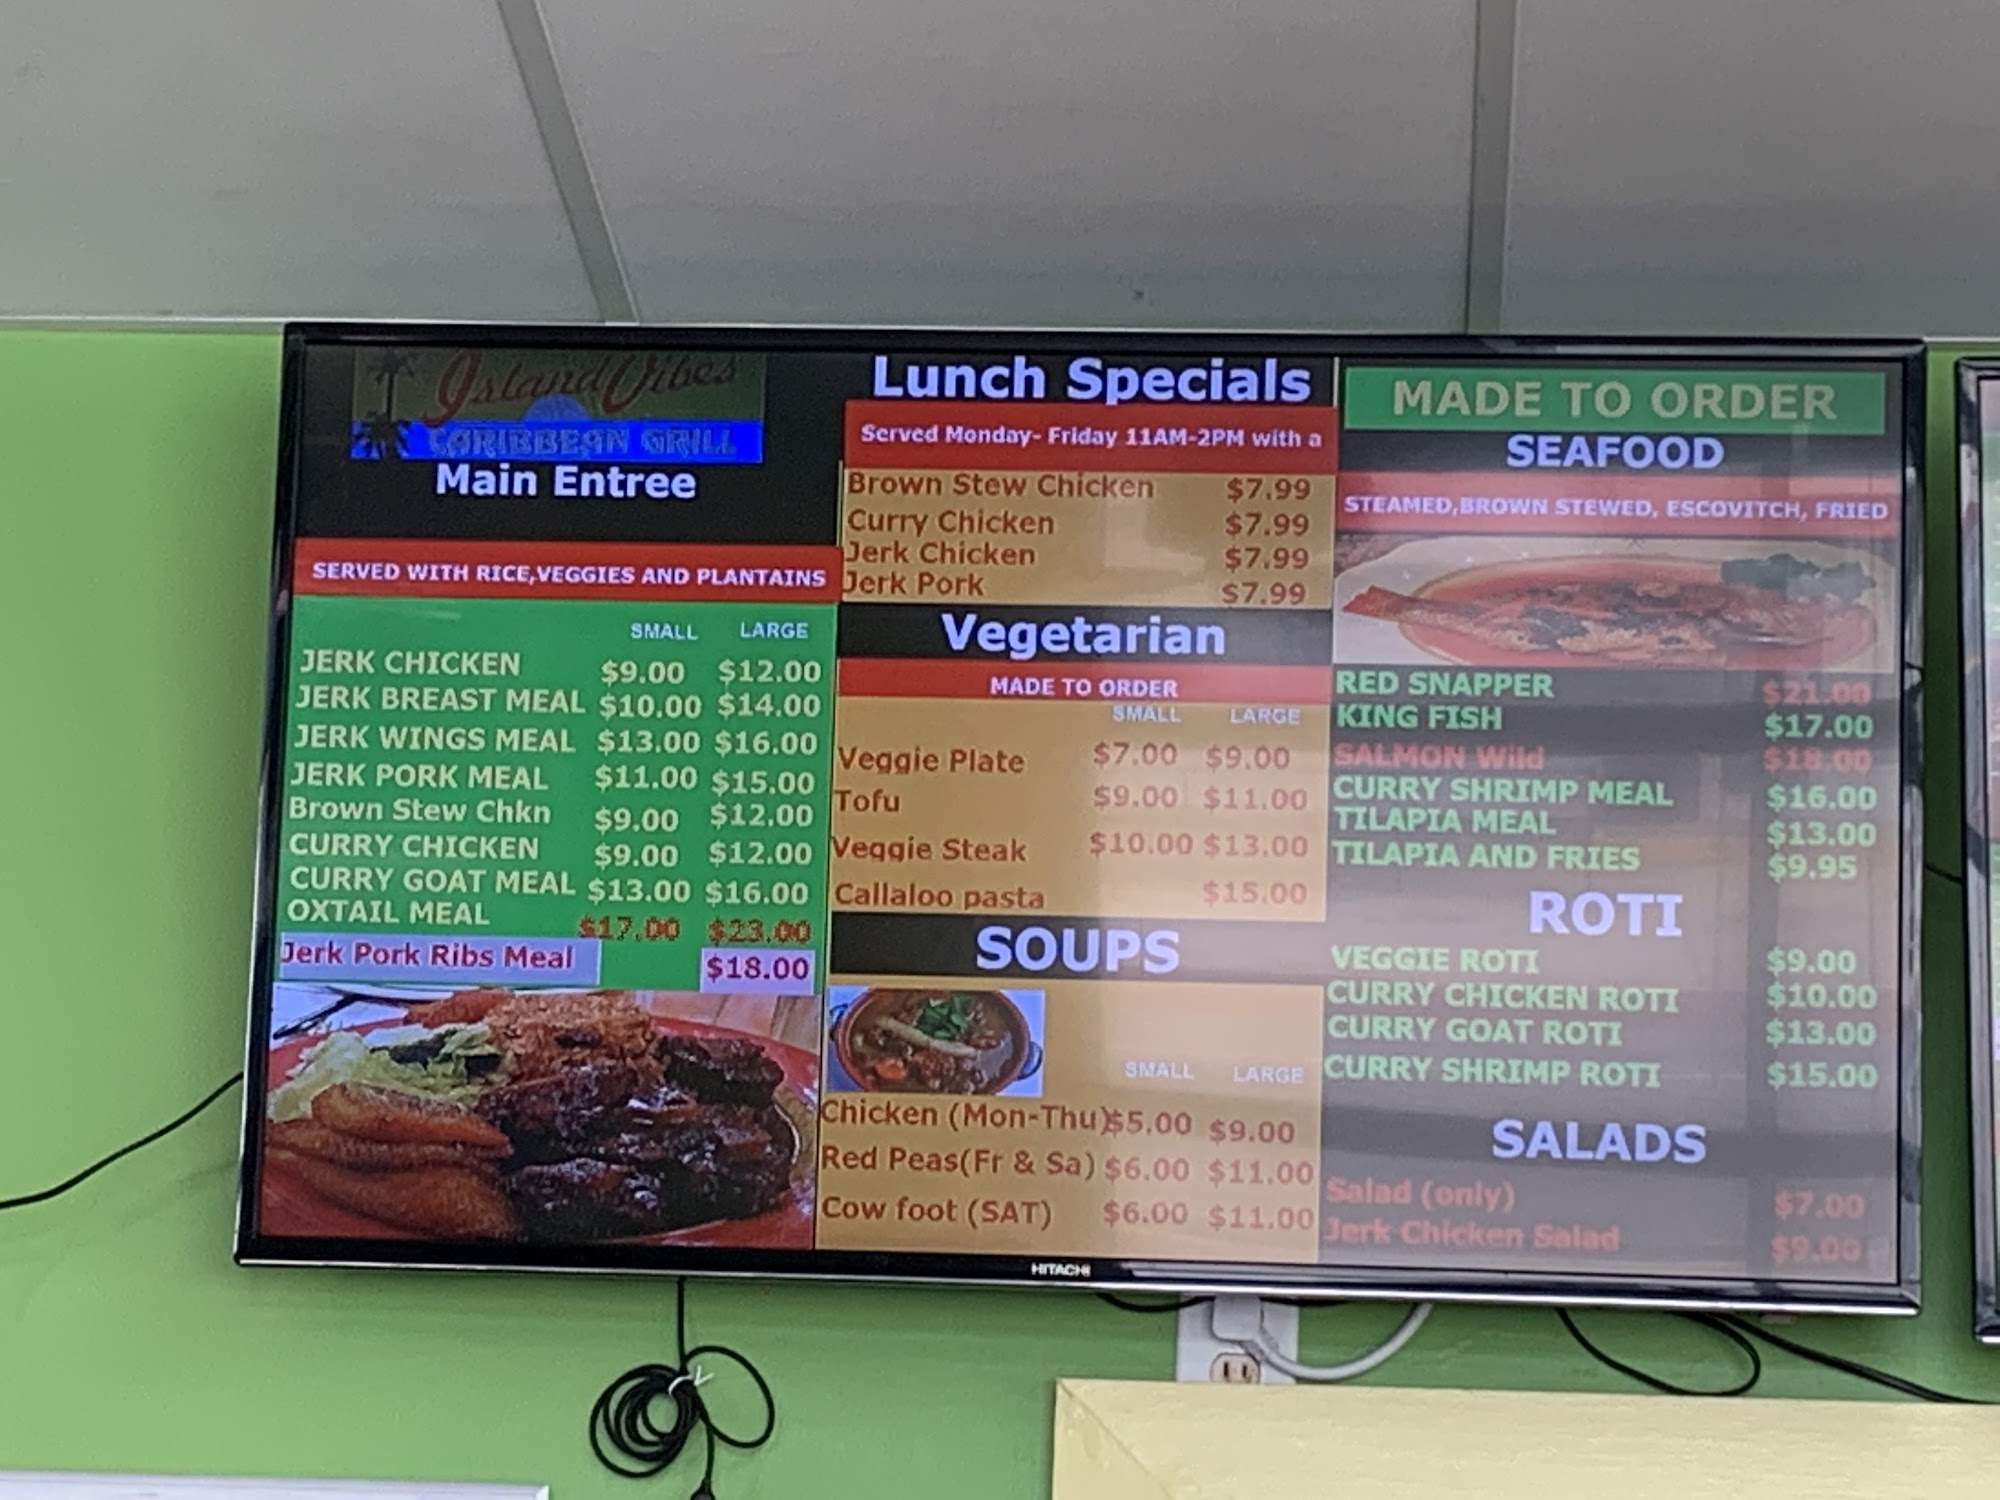 Island Vibes
CARIBBEAN GRILL
Main Entree
SERVED WITH RICE,VEGGIES AND PLANTAINS
SMALL LARGE
JERK CHICKEN $9.00 $12.00
JERK BREAST MEAL $10.00 $14.00
JERK WINGS MEAL $13.00 $16.00
JERK PORK MEAL $11.00 $15.00
Brown Stew Chkn $9.00 $12.00
CURRY CHICKEN $9.00 $12.00
CURRY GOAT MEAL $13.00 $16.00
OXTAIL MEAL $17.00 $23.00
Jerk Pork Ribs Meal $18.00
Lunch Specials
Served Monday- Friday 11AM-2PM with a
Brown Stew Chicken $7.99
Curry Chicken $7.99
Jerk Chicken $7.99
Jerk Pork $7.99
Vegetarian
MADE TO ORDER
SMALL LARGE
Veggie Plate $7.00 $9.00
Tofu $9.00 $11.00
Veggie Steak $10.00 $13.00
Callaloo pasta $15.00
SOUPS
SMALL LARGE
Chicken (Mon-Thu) $5.00 $9.00
Red Peas(Fr & Sa) $6.00 $11.00
Cow foot (SAT) $6.00 $11.00
MADE TO ORDER
SEAFOOD
STEAMED,BROWN STEWED, ESCOVITCH, FRIED
RED SNAPPER $21.00
KING FISH $17.00
SALMON Wild $18.00
CURRY SHRIMP MEAL $16.00
TILAPIA MEAL $13.00
TILAPIA AND FRIES $9.95
ROTI
VEGGIE ROTI $9.00
CURRY CHICKEN ROTI $10.00
CURRY GOAT ROTI $13.00
CURRY SHRIMP ROTI $15.00
SALADS
Salad (only) $7.00
Jerk Chicken Salad $9.00
HITACHI